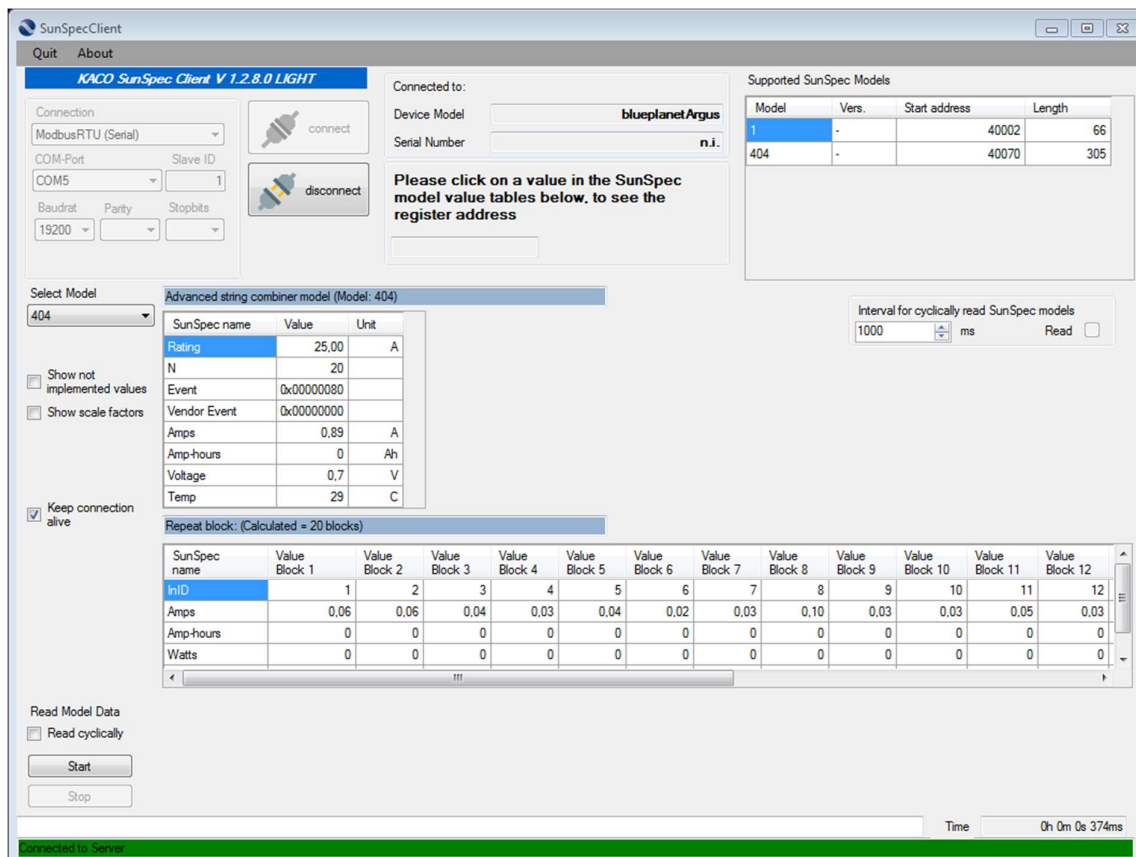 SunSpecClient
Quit About
KACO SunSpec Client V 1.2.8.0 LIGHT
Connection
ModbusRTU (Serial)
COM-Port Slave ID
COM5 1
Baudrat Parity Stopbits
19200
connect
disconnect
Connected to:
Device Model blueplanetArgus
Serial Number n.i.
Please click on a value in the SunSpec
model value tables below, to see the
register address
Supported SunSpec Models
Model Vers. Start address Length
1 - 40002 66
404 - 40070 305
Select Model
404
Show not
implemented values
Show scale factors
Keep connection
alive
Advanced string combiner model (Model: 404)
SunSpec name Value Unit
Rating 25,00 A
N 20
Event 0x00000080
Vendor Event 0x00000000
Amps 0,89 A
Amp-hours 0 Ah
Voltage 0,7 V
Temp 29 C
Interval for cyclically read SunSpec models
1000 ms Read
Repeat block: (Calculated = 20 blocks)
SunSpec Value Value Value Value Value Value Value Value Value Value Value Value
name Block 1 Block 2 Block 3 Block 4 Block 5 Block 6 Block 7 Block 8 Block 9 Block 10 Block 11 Block 12
InID 1 2 3 4 5 6 7 8 9 10 11 12
Amps 0,06 0,06 0,04 0,03 0,04 0,02 0,03 0,10 0,03 0,03 0,05 0,03
Amp-hours 0 0 0 0 0 0 0 0 0 0 0 0
Watts 0 0 0 0 0 0 0 0 0 0 0 0
Read Model Data
Read cyclically
Start
Stop
Time 0h 0m 0s 374ms
Connected to Server